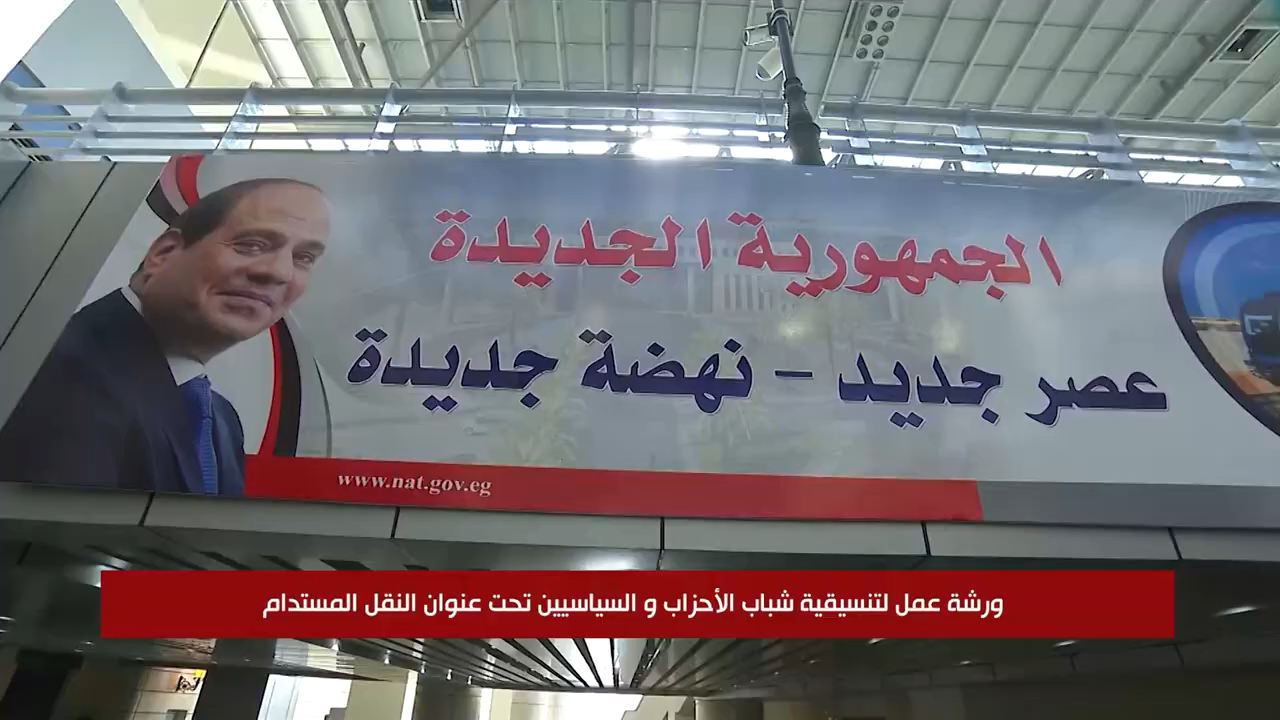 الجمهورية الجديدة
عصر جديد - نهضة جديدة
www.nat.gov.eg
ورشة عمل لتنسيقية شباب الأحزاب و السياسيين تحت عنوان النقل المستدام